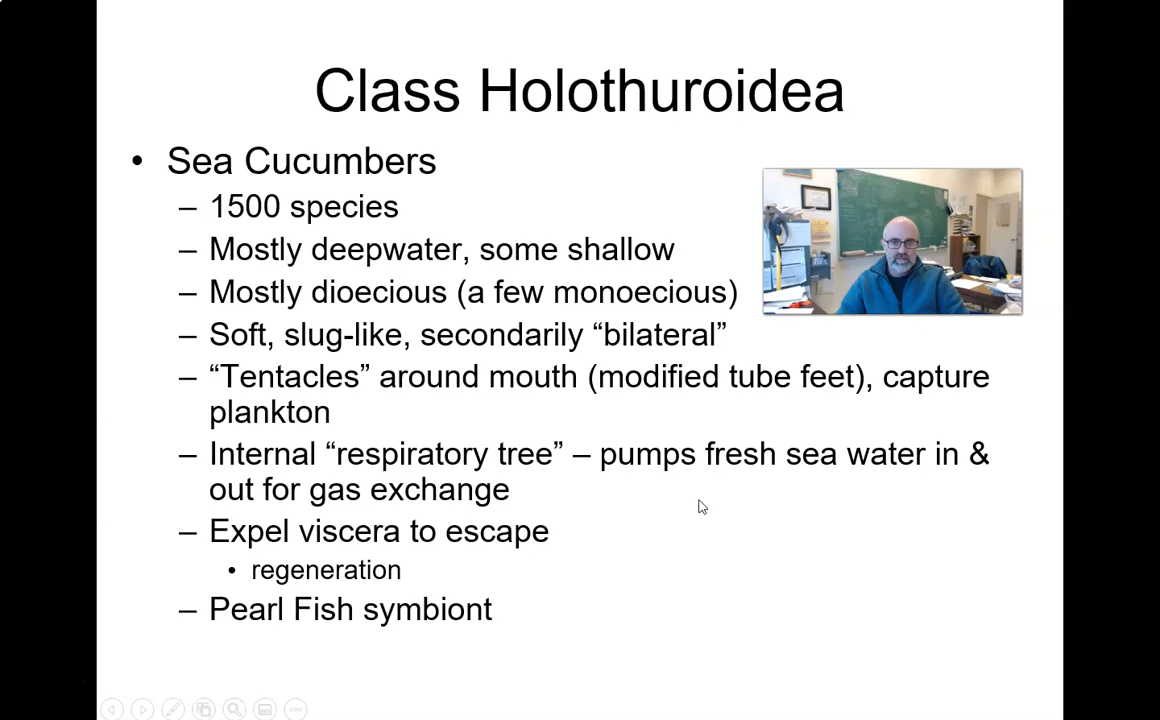 Class Holothuroidea
• Sea Cucumbers
– 1500 species
– Mostly deepwater, some shallow
– Mostly dioecious (a few monoecious)
– Soft, slug-like, secondarily “bilateral”
– “Tentacles” around mouth (modified tube feet), capture
plankton
– Internal “respiratory tree” – pumps fresh sea water in &
out for gas exchange
– Expel viscera to escape
• regeneration
– Pearl Fish symbiont